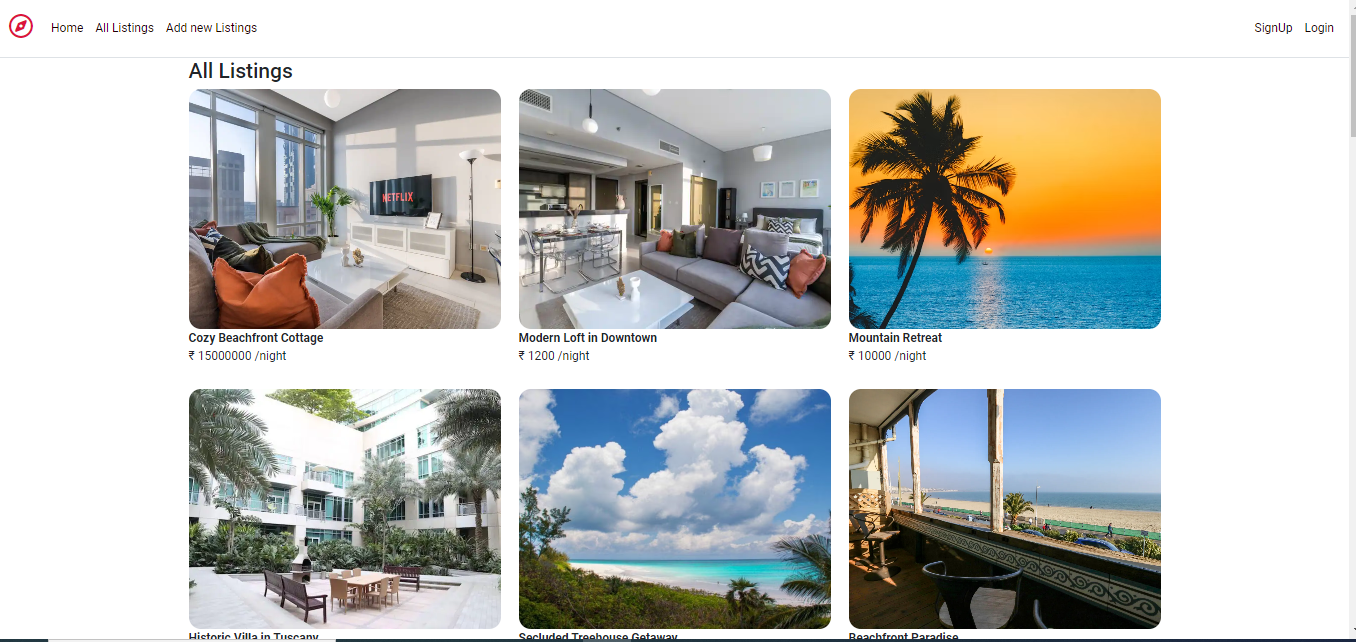 Home All Listings Add new Listings SignUp Login
All Listings
NETFLIX
Cozy Beachfront Cottage
₹ 15000000 /night
Modern Loft in Downtown
₹ 1200 /night
Mountain Retreat
₹ 10000 /night
Historic Villa in Tuscany
Secluded Treehouse Getaway
Beachfront Paradise